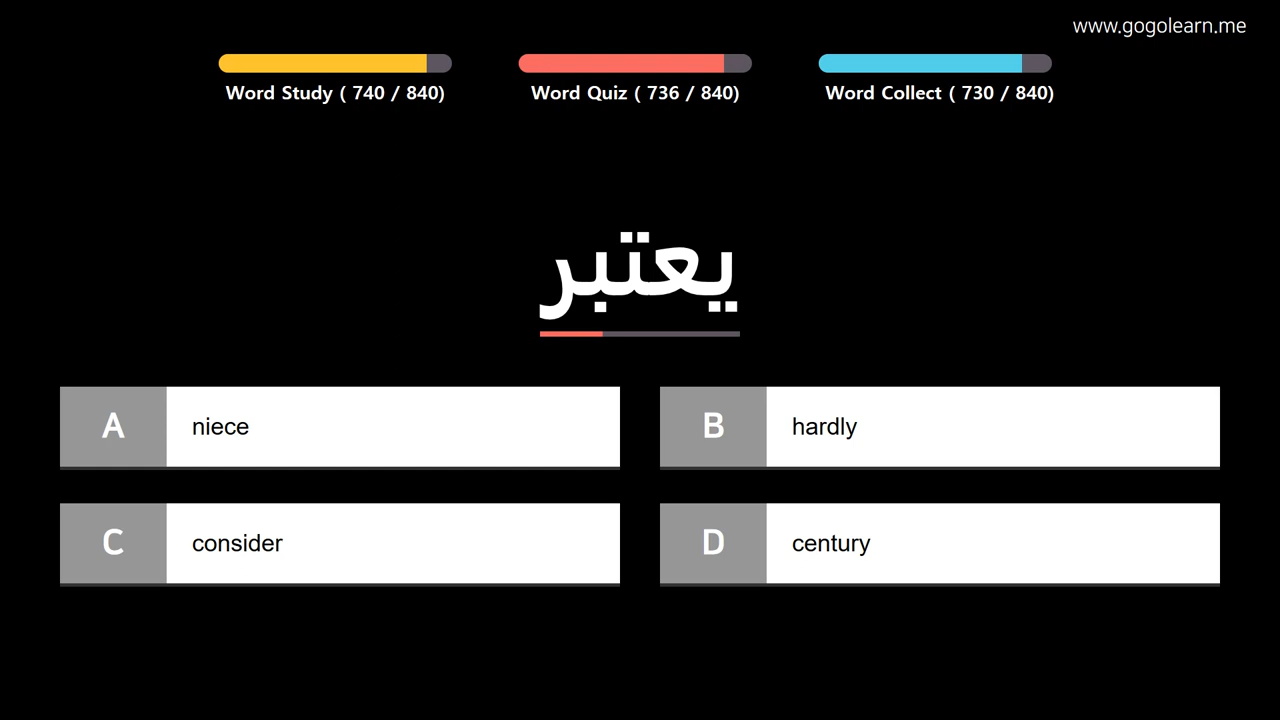 www.gogolearn.me
Word Study ( 740 / 840)
Word Quiz ( 736 / 840)
Word Collect ( 730 / 840)
يعتبر
A niece
B hardly
C consider
D century